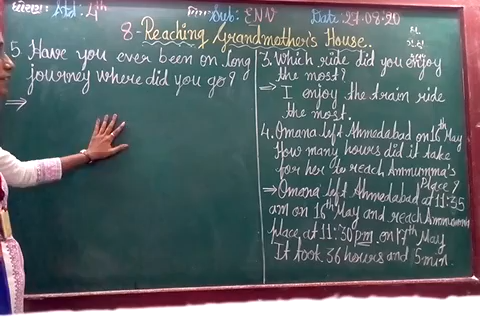 ધોરણ: Std: 4th
વિષય: Sub: ENV
Date: 27.08.20
8-Reaching Grandmother's House.
5 Have you ever been on long
journey where did you go?
⇒
3. Which ride did you enjoy
the most?
⇒ I enjoy the train ride
the most.
4. Omana left Ahmedabad on 16th May
How many hours did it take
for her to reach Ammumma's
Place?
⇒ Omana left Ahmedabad at 11:35
am on 16th May and reach Ammumma
place at 11:30 pm on 17th May
It took 36 hours and 5 min.